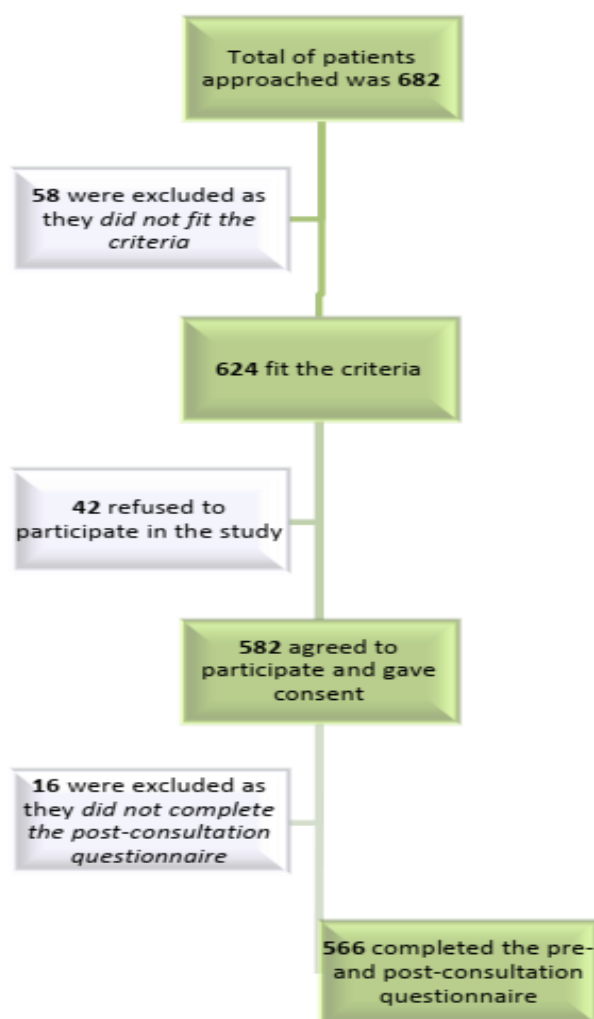 Total of patients
approached was 682
58 were excluded as
they did not fit the
criteria
624 fit the criteria
42 refused to
participate in the study
582 agreed to
participate and gave
consent
16 were excluded as
they did not complete
the post-consultation
questionnaire
566 completed the pre-
and post-consultation
questionnaire